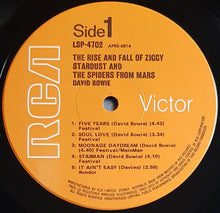 Side 1
LSP-4702 APRS-6814
THE RISE AND FALL OF ZIGGY
STARDUST AND
THE SPIDERS FROM MARS
DAVID BOWIE
RCA
Victor
1 FIVE YEARS (David Bowie) (4.42)
Festival
2 SOUL LOVE (David Bowie) (3.34)
Festival
3 MOONAGE DAYDREAM (David Bowie)
(4.40) Festival/MainMan
4 STARMAN (David Bowie) (4.10)
Festival
5 IT AIN'T EASY (Davies) (2.58)
Rondor